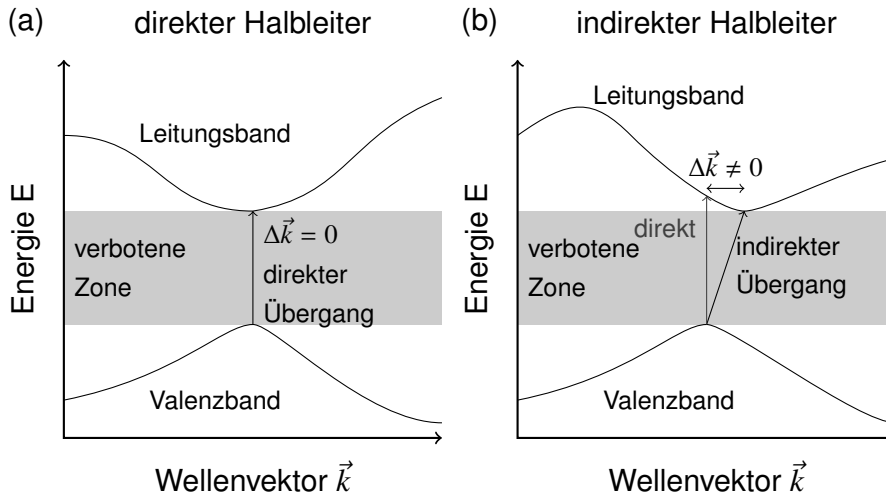 (a) direkter Halbleiter
Energie E
Leitungsband
verbotene
Zone
Δk⃗ = 0
direkter
Übergang
Valenzband
Wellenvektor k⃗
(b) indirekter Halbleiter
Energie E
Leitungsband
Δk⃗ ≠ 0
direkt
verbotene
Zone
indirekter
Übergang
Valenzband
Wellenvektor k⃗